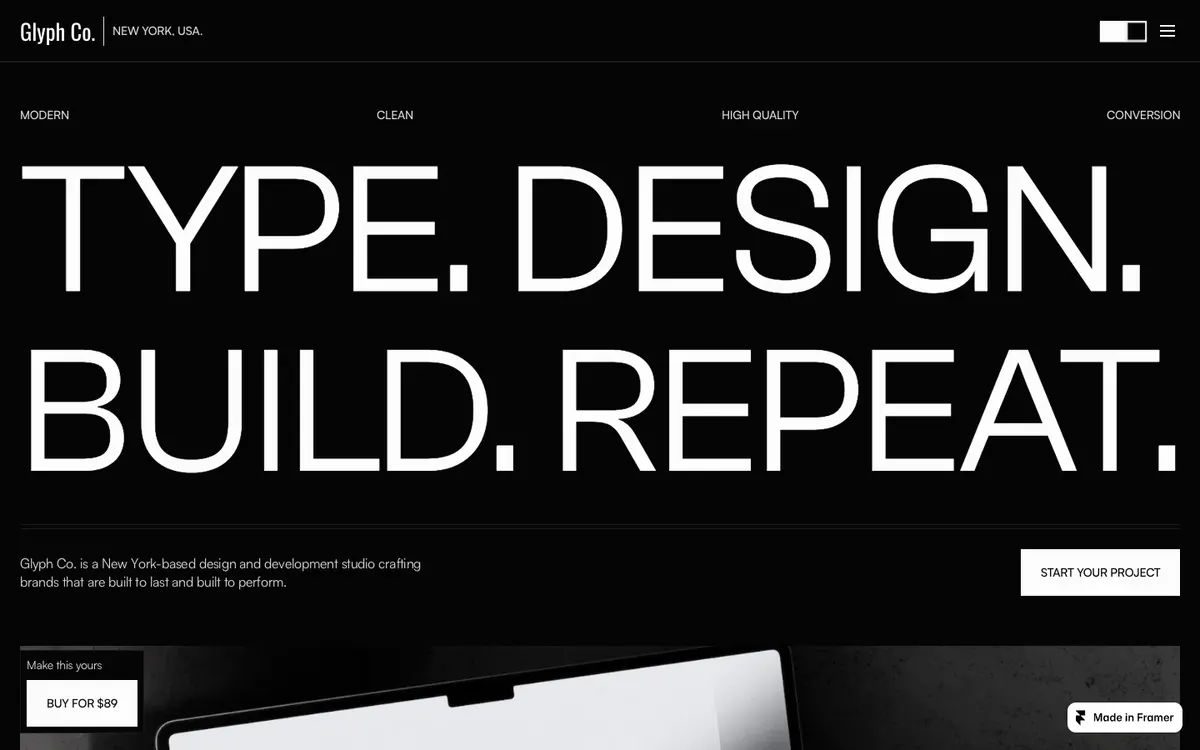 Glyph Co.
NEW YORK, USA.
MODERN
CLEAN
HIGH QUALITY
CONVERSION
TYPE. DESIGN.
BUILD. REPEAT.
Glyph Co. is a New York-based design and development studio crafting
brands that are built to last and built to perform.
START YOUR PROJECT
Make this yours
BUY FOR $89
Made in Framer